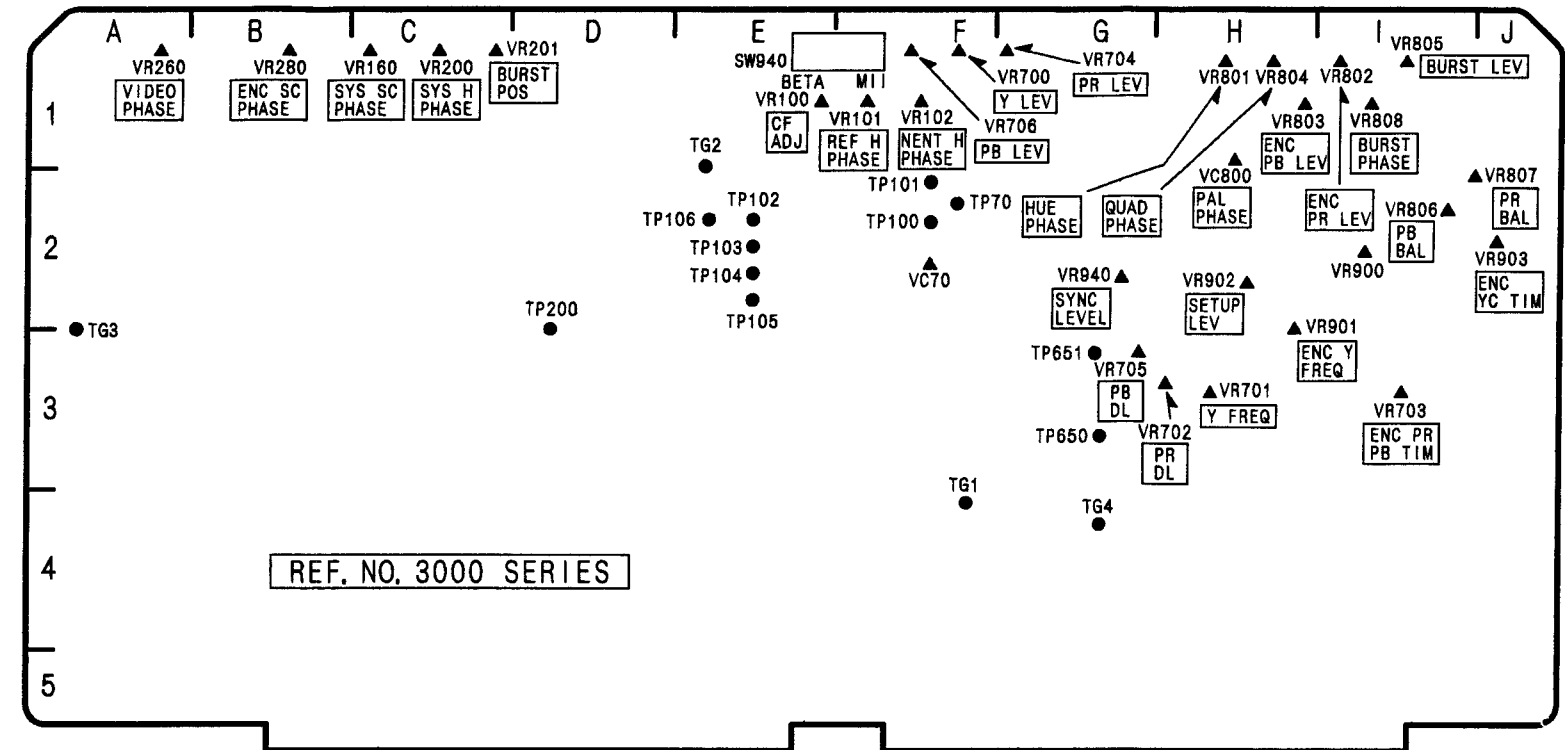 A B C D E F G H I J
VR260
VIDEO
PHASE
VR280
ENC SC
PHASE
VR160
SYS SC
PHASE
VR200
SYS H
PHASE
VR201
BURST
POS
SW940
BETA MII
VR100
CF
ADJ
VR101
REF H
PHASE
VR102
NENT H
PHASE
VR700
Y LEV
VR706
PB LEV
VR704
PR LEV
VR801
VR804
VR802
VR805
BURST LEV
VR803
ENC
PB LEV
VR808
BURST
PHASE
1
TG2
TP101
TP102
TP106
TP100
TP70
TP103
TP104
TP105
VC70
HUE
PHASE
QUAD
PHASE
VC800
PAL
PHASE
ENC
PR LEV
VR806
PB
BAL
VR807
PR
BAL
VR900
VR903
ENC
YC TIM
2
VR940
SYNC
LEVEL
VR902
SETUP
LEV
TG3
TP200
VR901
ENC Y
FREQ
TP651
VR705
PB
DL
VR701
Y FREQ
VR703
ENC PR
PB TIM
3
TP650
VR702
PR
DL
TG1
TG4
4
REF. NO. 3000 SERIES
5